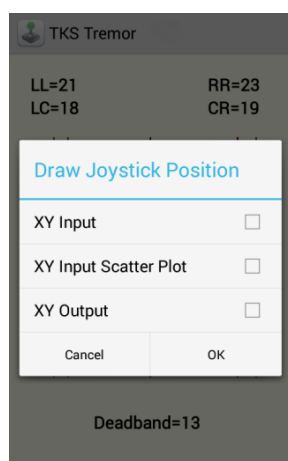 TKS Tremor
LL=21 RR=23
LC=18 CR=19
Draw Joystick Position
XY Input
XY Input Scatter Plot
XY Output
Cancel OK
Deadband=13